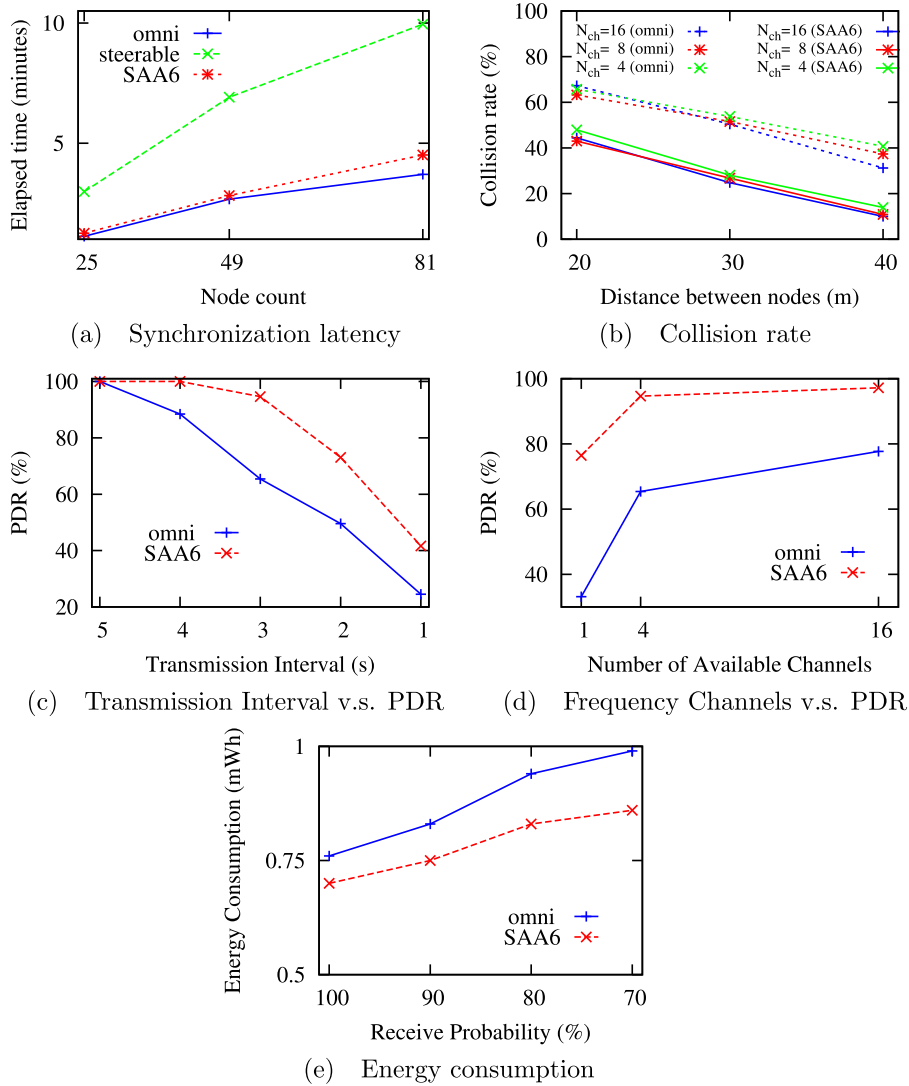 10
5
Elapsed time (minutes)
omni
steerable
SAA6
25 49 81
Node count
(a) Synchronization latency
100
80
60
40
20
0
Collision rate (%)
N_ch=16 (omni)
N_ch= 8 (omni)
N_ch= 4 (omni)
N_ch=16 (SAA6)
N_ch= 8 (SAA6)
N_ch= 4 (SAA6)
20 30 40
Distance between nodes (m)
(b) Collision rate
100
80
60
40
20
PDR (%)
omni
SAA6
5 4 3 2 1
Transmission Interval (s)
(c) Transmission Interval v.s. PDR
100
80
60
40
PDR (%)
omni
SAA6
1 4 16
Number of Available Channels
(d) Frequency Channels v.s. PDR
1
0.75
0.5
Energy Consumption (mWh)
omni
SAA6
100 90 80 70
Receive Probability (%)
(e) Energy consumption